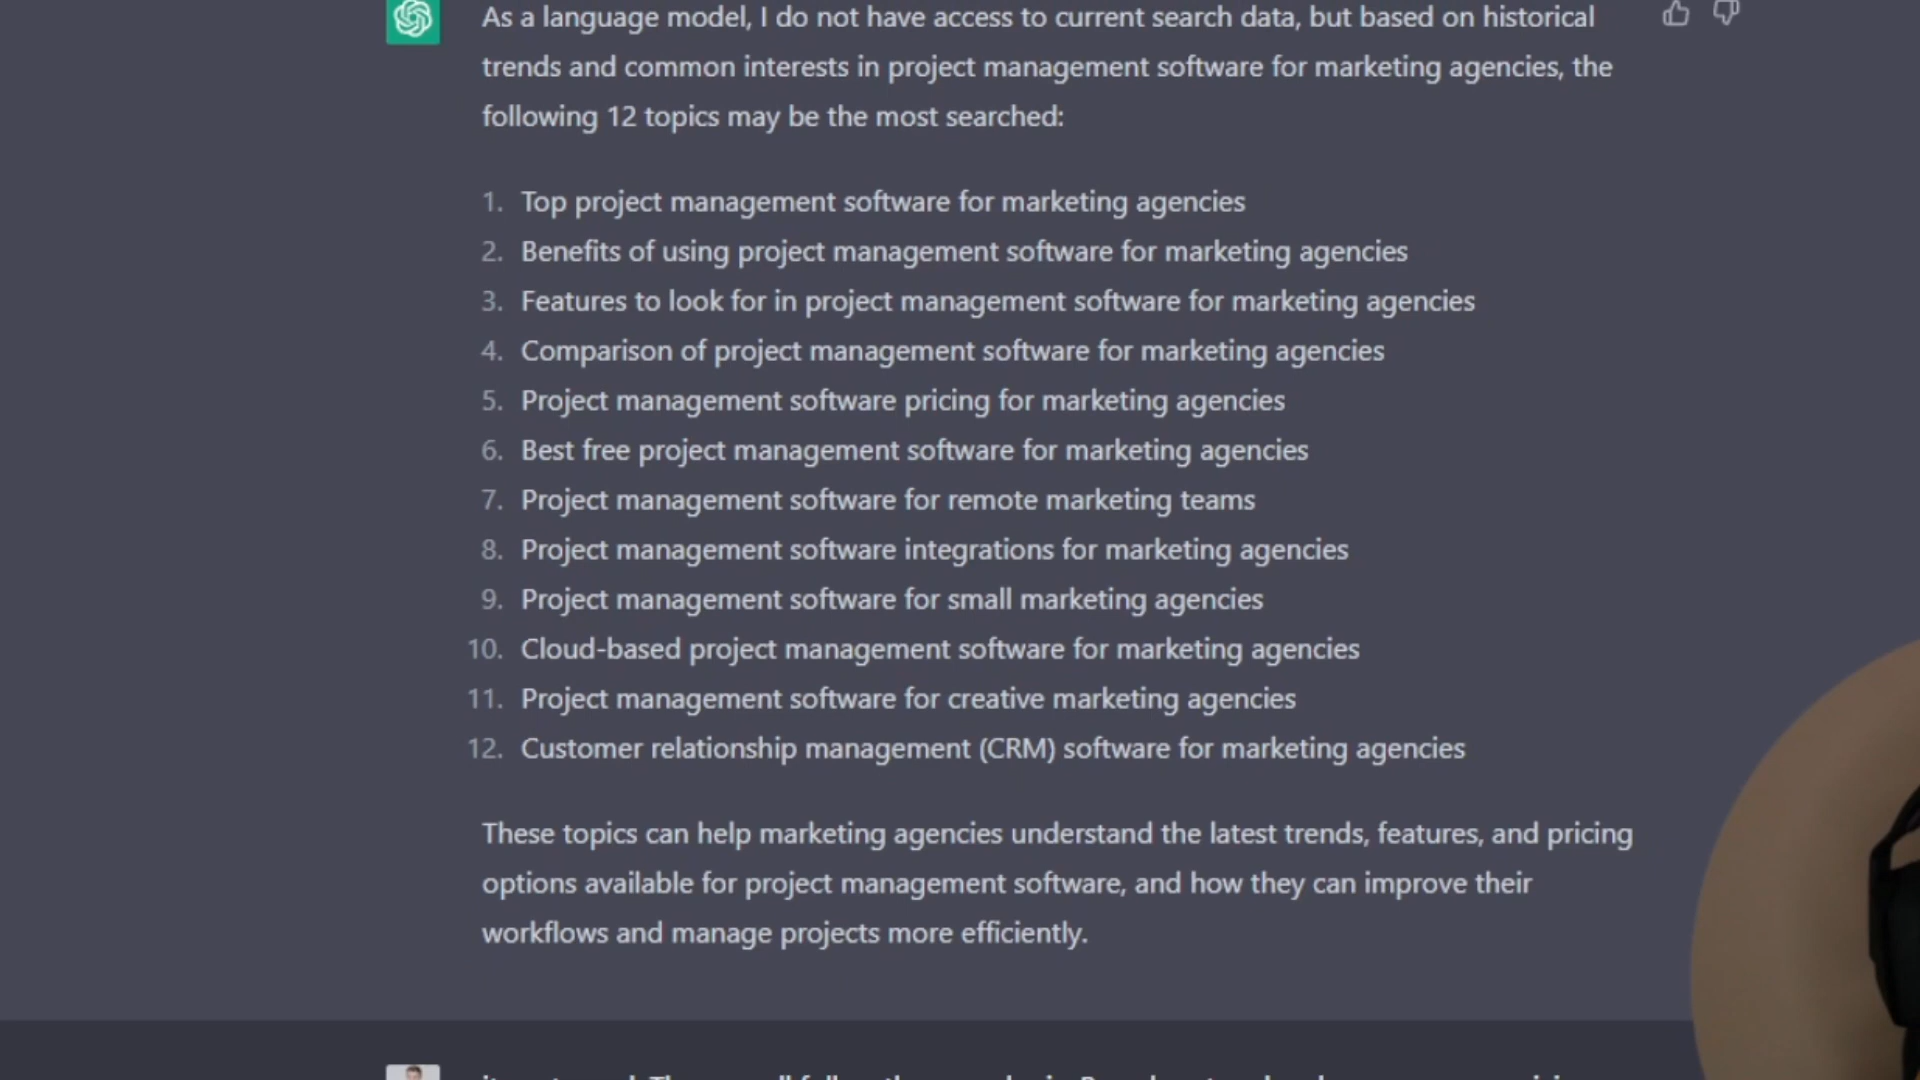 As a language model, I do not have access to current search data, but based on historical
trends and common interests in project management software for marketing agencies, the
following 12 topics may be the most searched:
1. Top project management software for marketing agencies
2. Benefits of using project management software for marketing agencies
3. Features to look for in project management software for marketing agencies
4. Comparison of project management software for marketing agencies
5. Project management software pricing for marketing agencies
6. Best free project management software for marketing agencies
7. Project management software for remote marketing teams
8. Project management software integrations for marketing agencies
9. Project management software for small marketing agencies
10. Cloud-based project management software for marketing agencies
11. Project management software for creative marketing agencies
12. Customer relationship management (CRM) software for marketing agencies
These topics can help marketing agencies understand the latest trends, features, and pricing
options available for project management software, and how they can improve their
workflows and manage projects more efficiently.